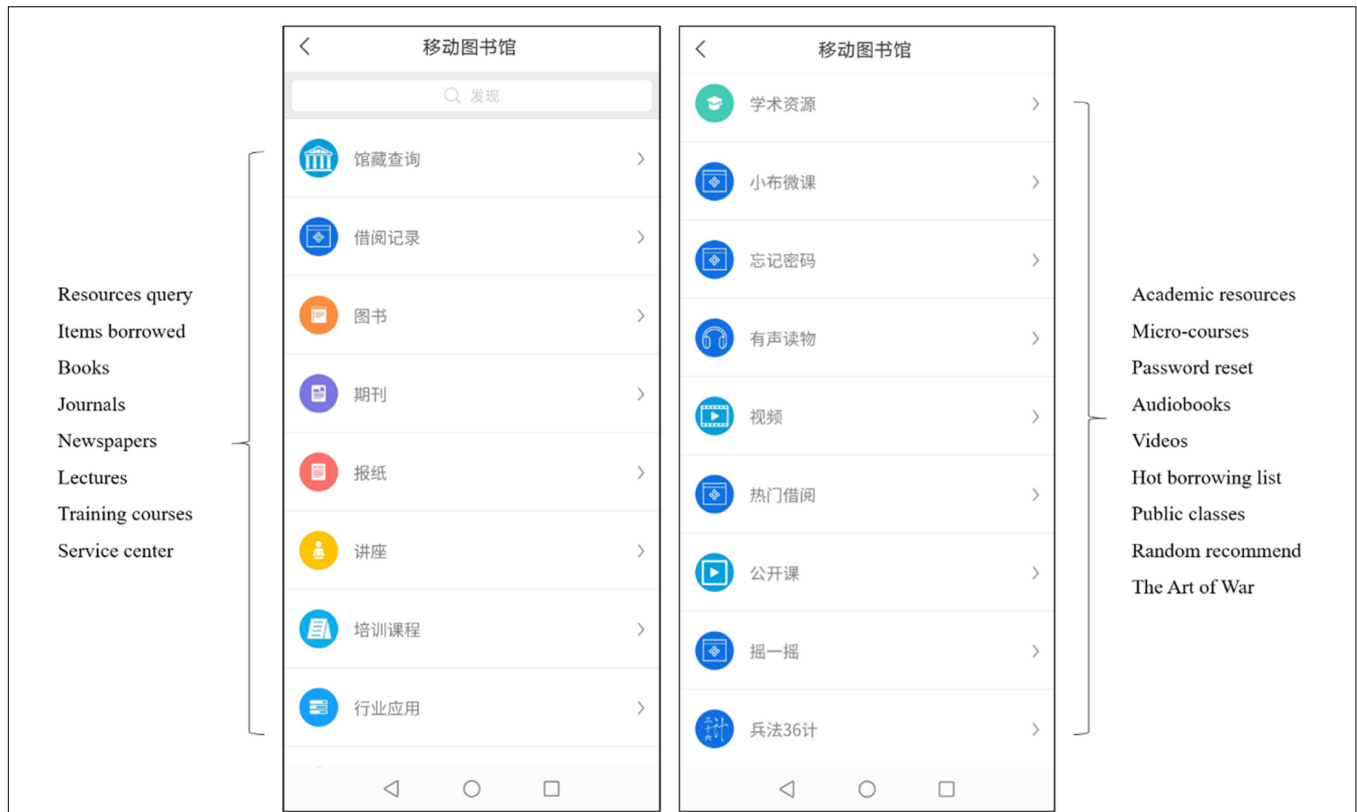 Resources query
Items borrowed
Books
Journals
Newspapers
Lectures
Training courses
Service center
移动图书馆
发现
馆藏查询
借阅记录
图书
期刊
报纸
讲座
培训课程
行业应用
移动图书馆
学术资源
小布微课
忘记密码
有声读物
视频
热门借阅
公开课
摇一摇
兵法36计
Academic resources
Micro-courses
Password reset
Audiobooks
Videos
Hot borrowing list
Public classes
Random recommend
The Art of War